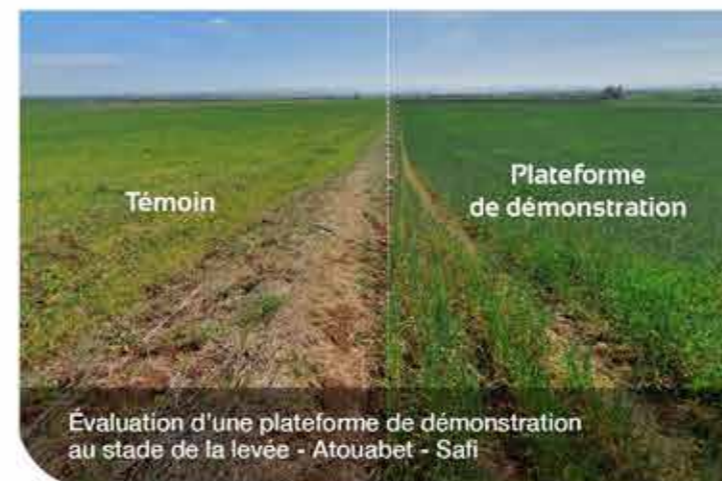 Témoin
Plateforme
de démonstration
Évaluation d'une plateforme de démonstration
au stade de la levée - Atouabet - Safi